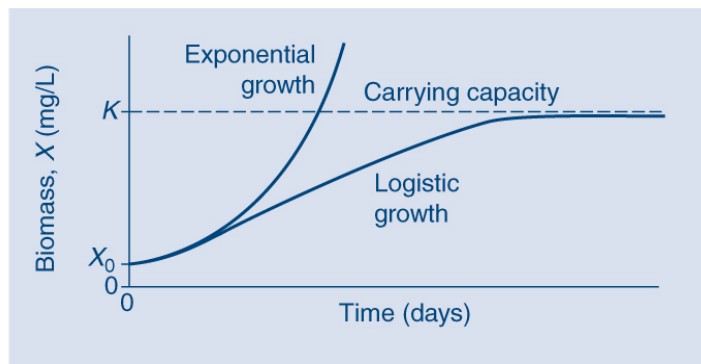 Exponential
growth
Carrying capacity
K
Biomass, X (mg/L)
Logistic
growth
X₀
0
0
Time (days)